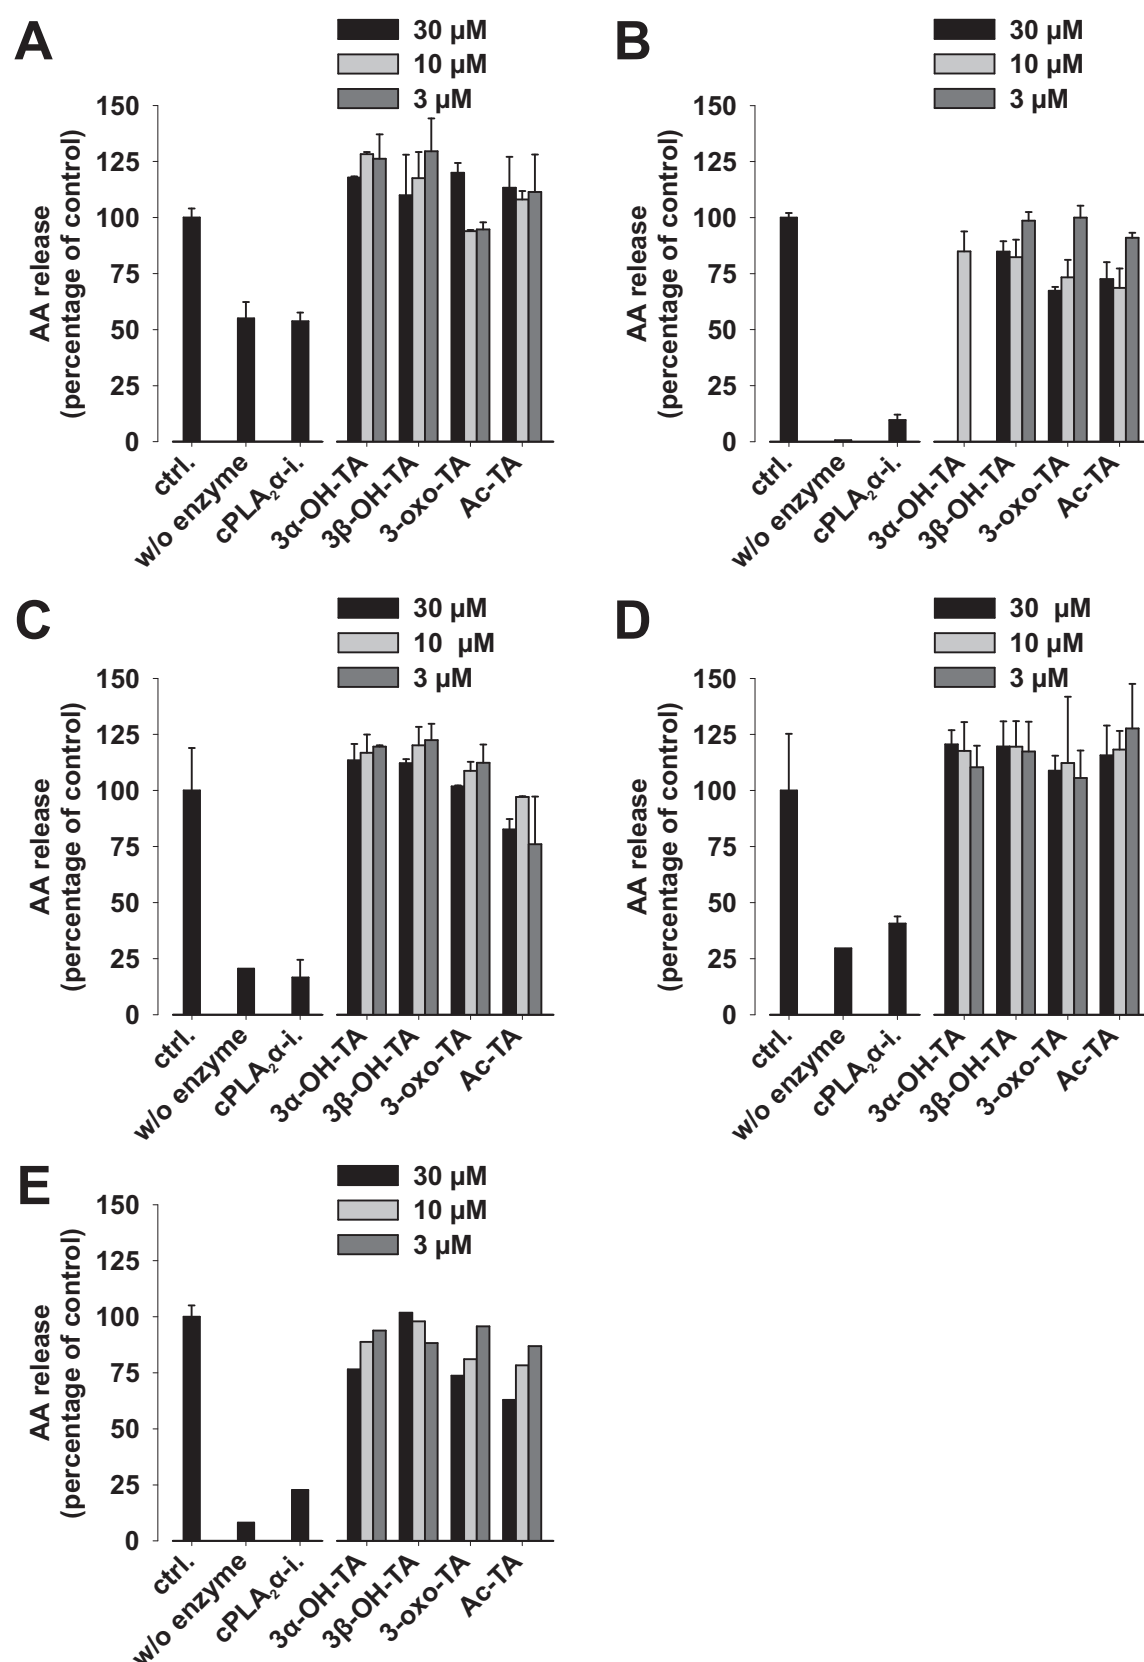 A
30 µM
10 µM
3 µM
150
125
100
75
50
25
0
AA release
(percentage of control)
ctrl.
w/o enzyme
cPLA₂α-i.
3α-OH-TA
3β-OH-TA
3-oxo-TA
Ac-TA
B
30 µM
10 µM
3 µM
150
125
100
75
50
25
0
AA release
(percentage of control)
ctrl.
w/o enzyme
cPLA₂α-i.
3α-OH-TA
3β-OH-TA
3-oxo-TA
Ac-TA
C
30 µM
10 µM
3 µM
150
125
100
75
50
25
0
AA release
(percentage of control)
ctrl.
w/o enzyme
cPLA₂α-i.
3α-OH-TA
3β-OH-TA
3-oxo-TA
Ac-TA
D
30 µM
10 µM
3 µM
150
125
100
75
50
25
0
AA release
(percentage of control)
ctrl.
w/o enzyme
cPLA₂α-i.
3α-OH-TA
3β-OH-TA
3-oxo-TA
Ac-TA
E
30 µM
10 µM
3 µM
150
125
100
75
50
25
0
AA release
(percentage of control)
ctrl.
w/o enzyme
cPLA₂α-i.
3α-OH-TA
3β-OH-TA
3-oxo-TA
Ac-TA